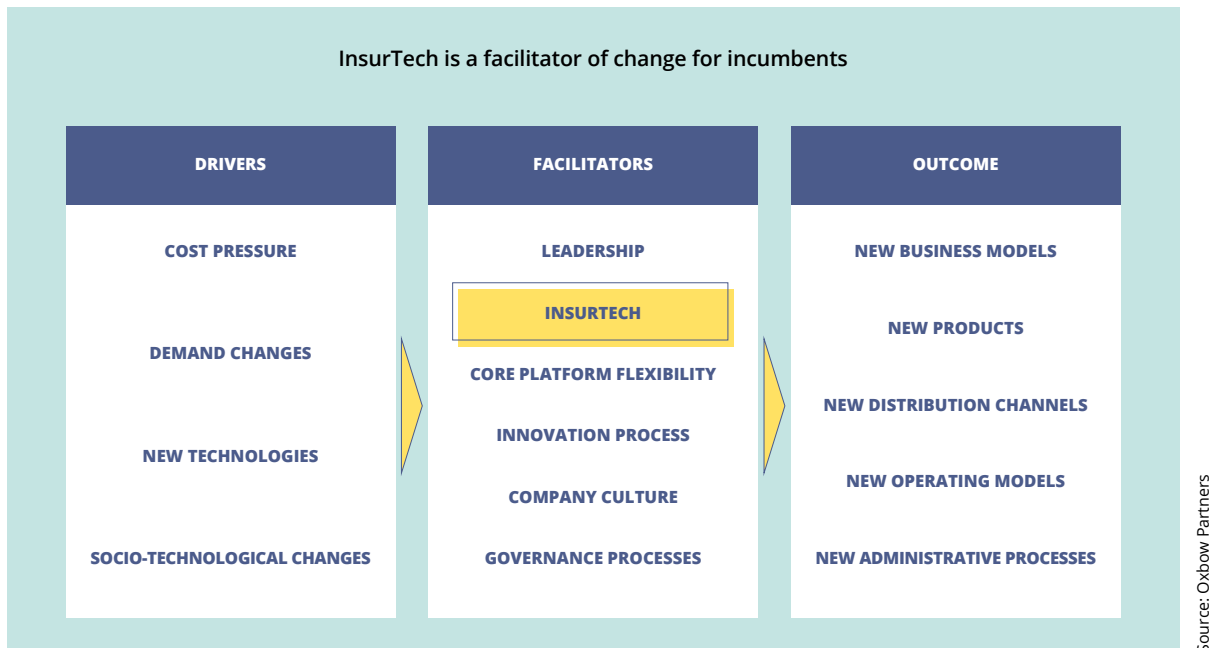 InsurTech is a facilitator of change for incumbents
DRIVERS
COST PRESSURE
DEMAND CHANGES
NEW TECHNOLOGIES
SOCIO-TECHNOLOGICAL CHANGES
FACILITATORS
LEADERSHIP
INSURTECH
CORE PLATFORM FLEXIBILITY
INNOVATION PROCESS
COMPANY CULTURE
GOVERNANCE PROCESSES
OUTCOME
NEW BUSINESS MODELS
NEW PRODUCTS
NEW DISTRIBUTION CHANNELS
NEW OPERATING MODELS
NEW ADMINISTRATIVE PROCESSES
Source: Oxbow Partners